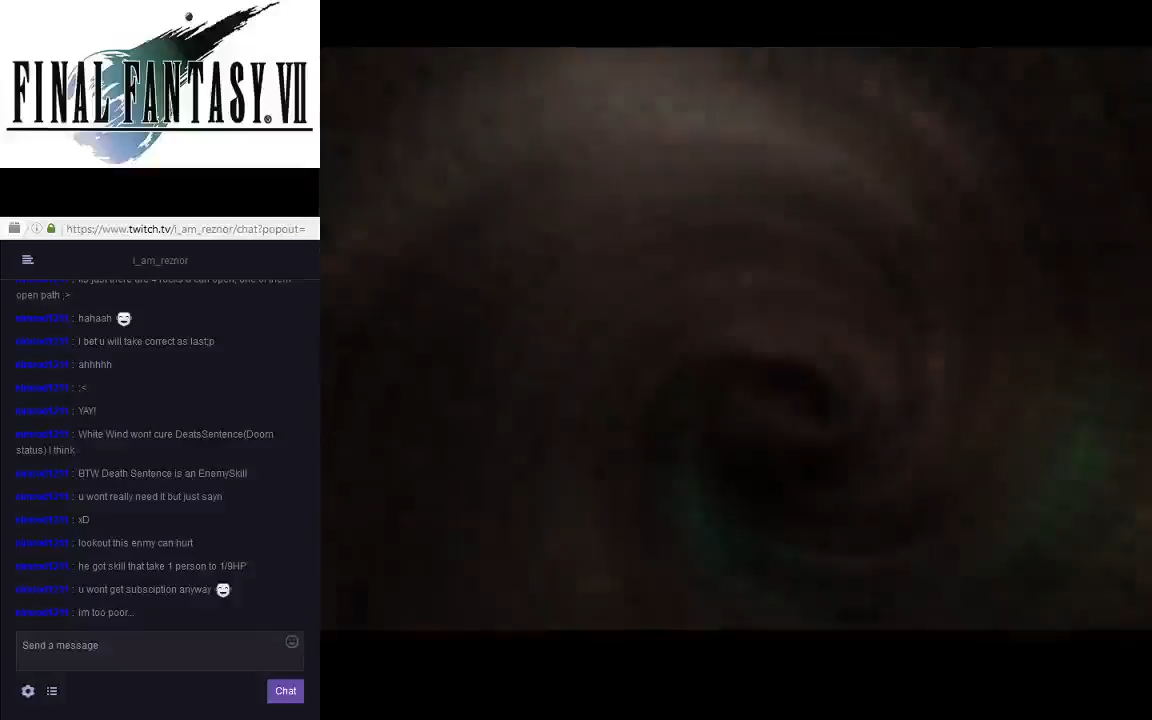 FINAL FANTASY. VII
https://www.twitch.tv/i_am_reznor/chat?popout=
i_am_reznor
open path ;>
: hahaah
: I bet u will take correct as last;p
: ahhhhh
: ;<
: YAY!
: White Wind wont cure DeatsSentence(Doom
status) I think
: BTW Death Sentence is an EnemySkill
: u wont really need it but just sayn
: xD
: lookout this enmy can hurt
: he got skill that take 1 person to 1/9HP
: u wont get subsciption anyway
: im too poor...
Send a message
Chat